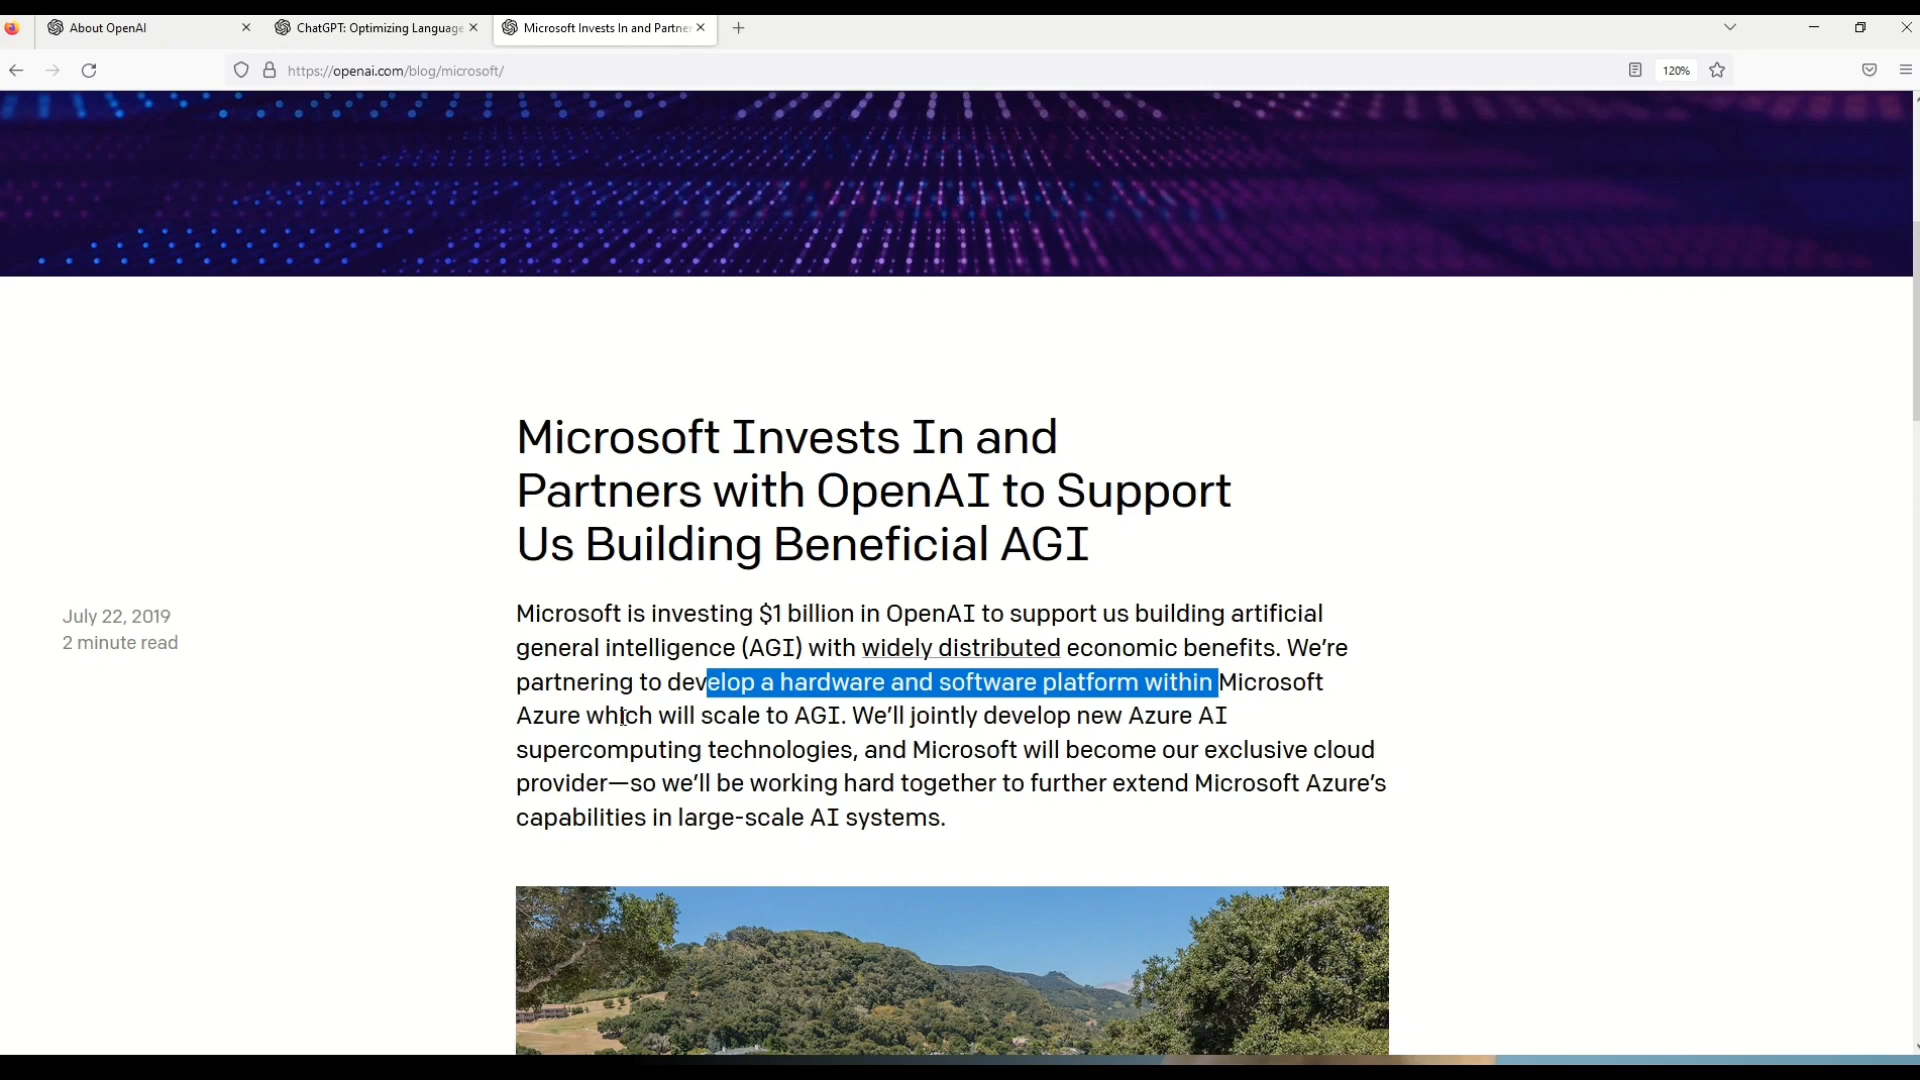 About OpenAI
ChatGPT: Optimizing Language
Microsoft Invests In and Partne
https://openai.com/blog/microsoft/
120%
Microsoft Invests In and
Partners with OpenAI to Support
Us Building Beneficial AGI
July 22, 2019
2 minute read
Microsoft is investing $1 billion in OpenAI to support us building artificial
general intelligence (AGI) with widely distributed economic benefits. We’re
partnering to develop a hardware and software platform within Microsoft
Azure which will scale to AGI. We’ll jointly develop new Azure AI
supercomputing technologies, and Microsoft will become our exclusive cloud
provider—so we’ll be working hard together to further extend Microsoft Azure’s
capabilities in large-scale AI systems.